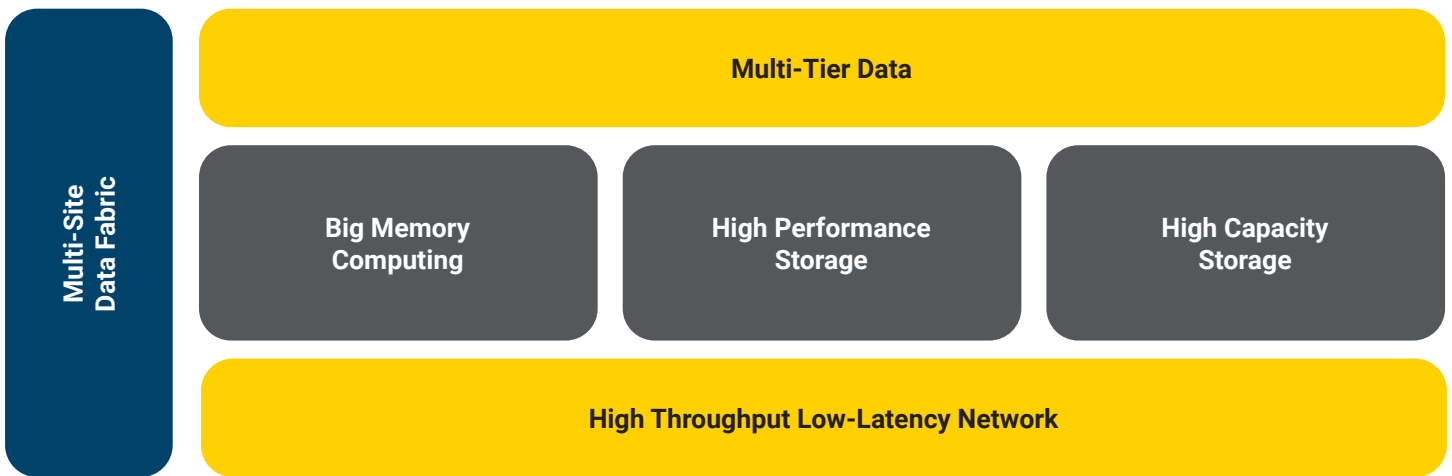 Multi-Site
Data Fabric
Multi-Tier Data
Big Memory
Computing
High Performance
Storage
High Capacity
Storage
High Throughput Low-Latency Network